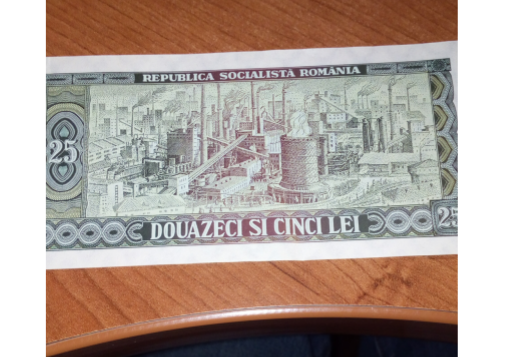 REPUBLICA SOCIALISTĂ ROMÂNIA
25
DOUAZECI SI CINCI LEI
25